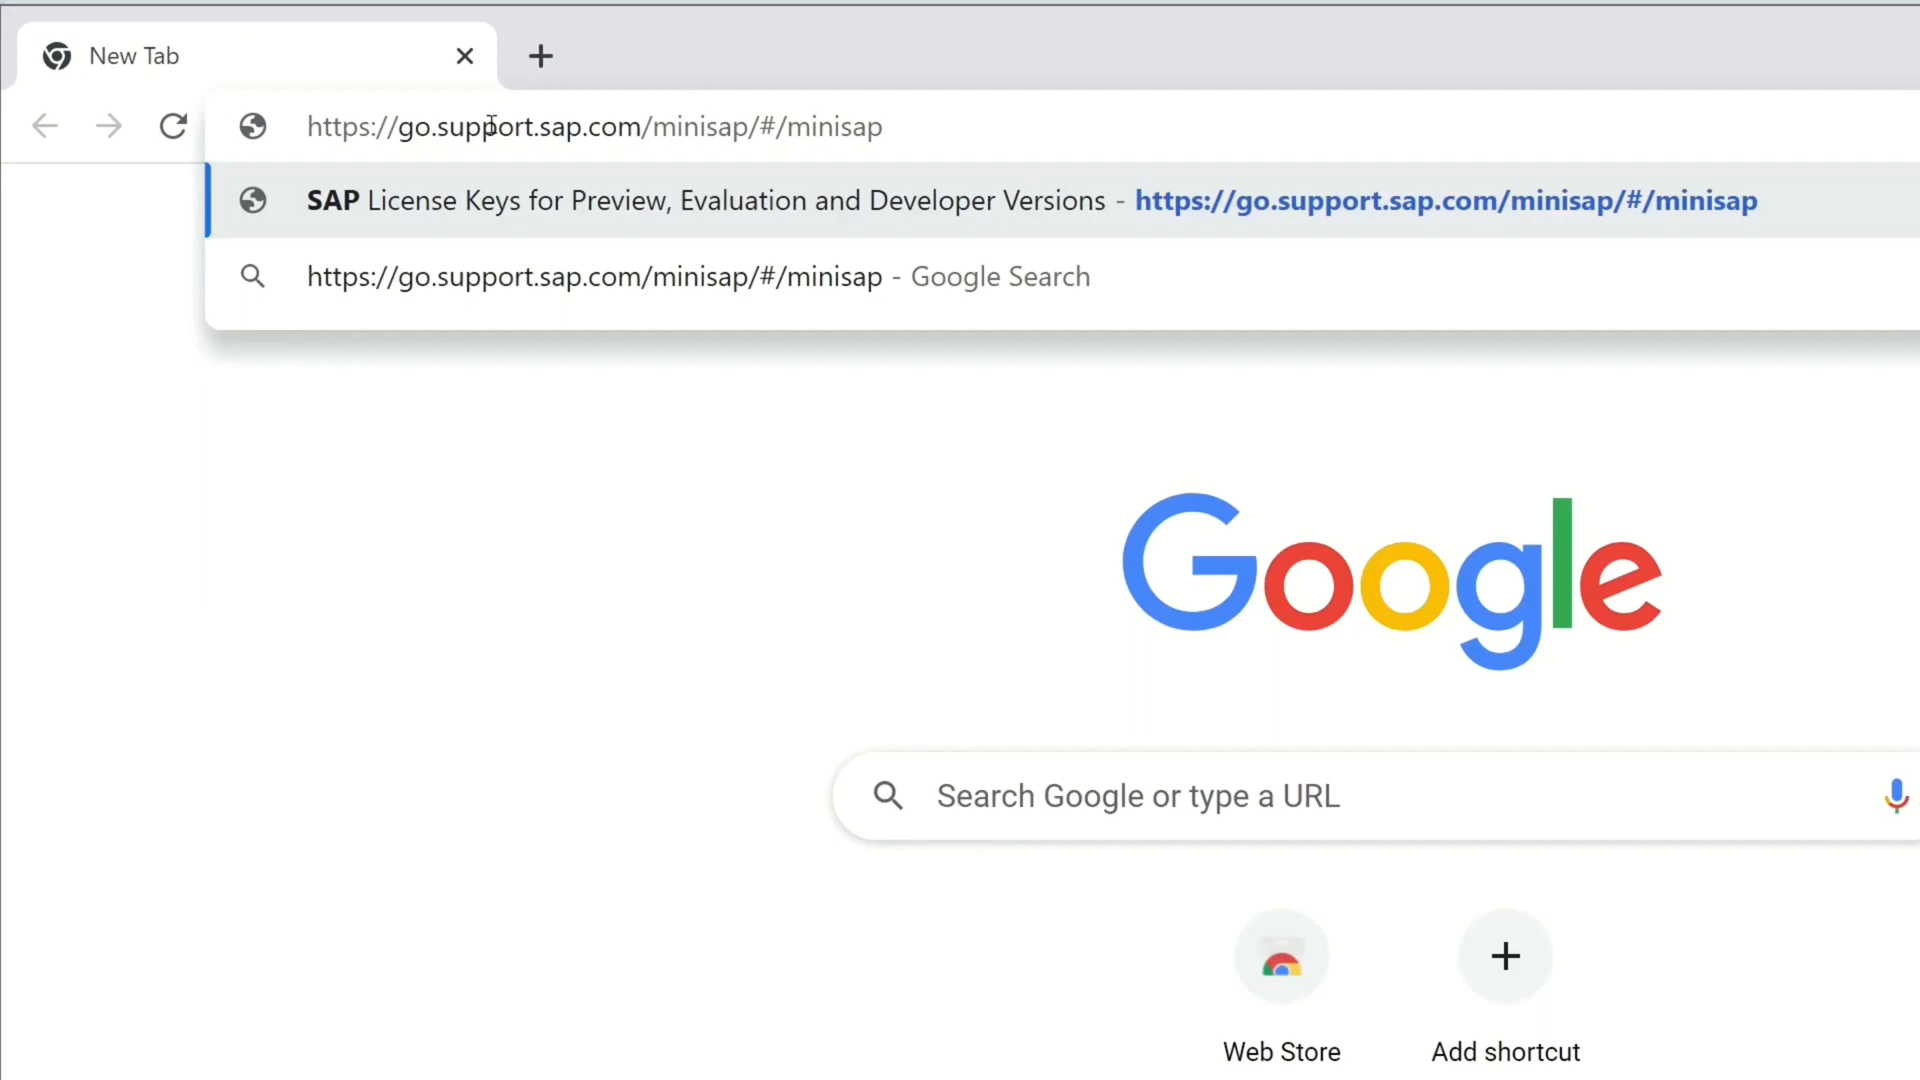 New Tab
https://go.support.sap.com/minisap/#/minisap
SAP License Keys for Preview, Evaluation and Developer Versions - https://go.support.sap.com/minisap/#/minisap
https://go.support.sap.com/minisap/#/minisap - Google Search
Google
Search Google or type a URL
Web Store
Add shortcut